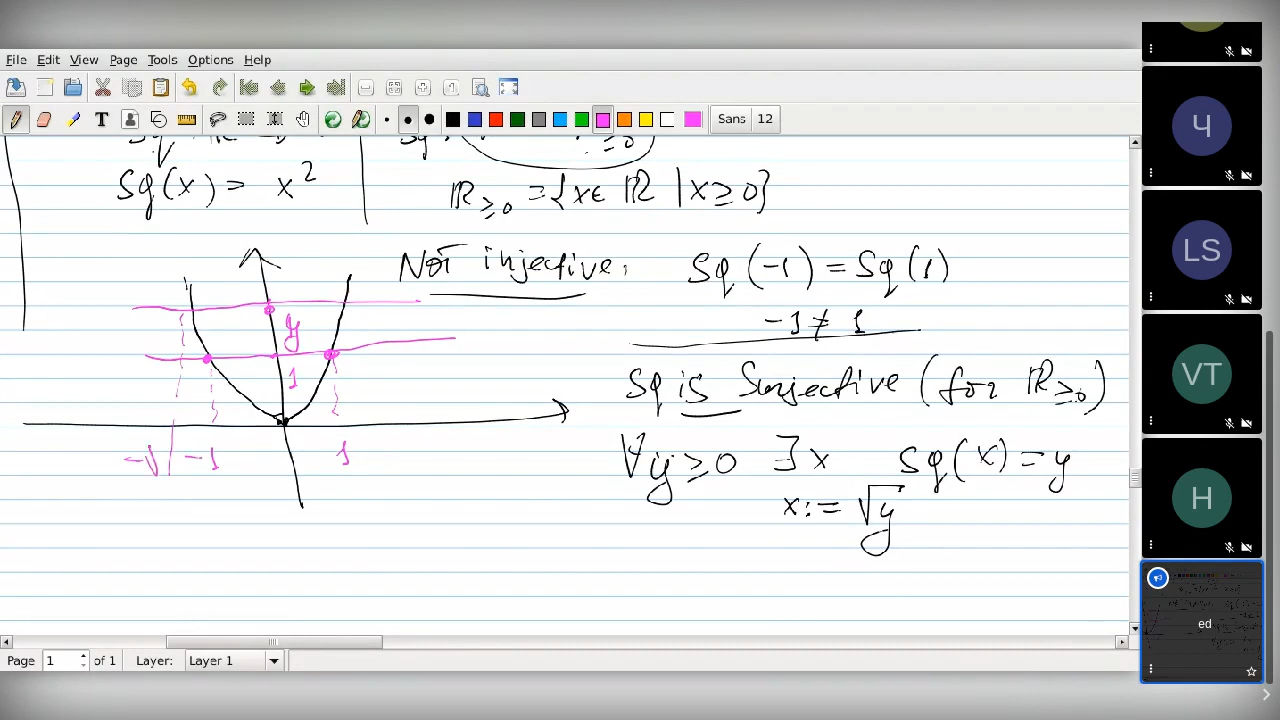 File Edit View Page Tools Options Help
Sans 12
Sq(x) = x²
ℝ≥0 = {x∈ ℝ | x ≥ 0}
Not injective: Sq(-1) = Sq(1)
-1 ≠ 1
Sq is Surjective (for ℝ≥0)
∀y≥0 ∃x Sq(x) = y
x := √y
y
1
-√
-1
1
Page 1 of 1 Layer: Layer 1
Ч
LS
VT
H
ed